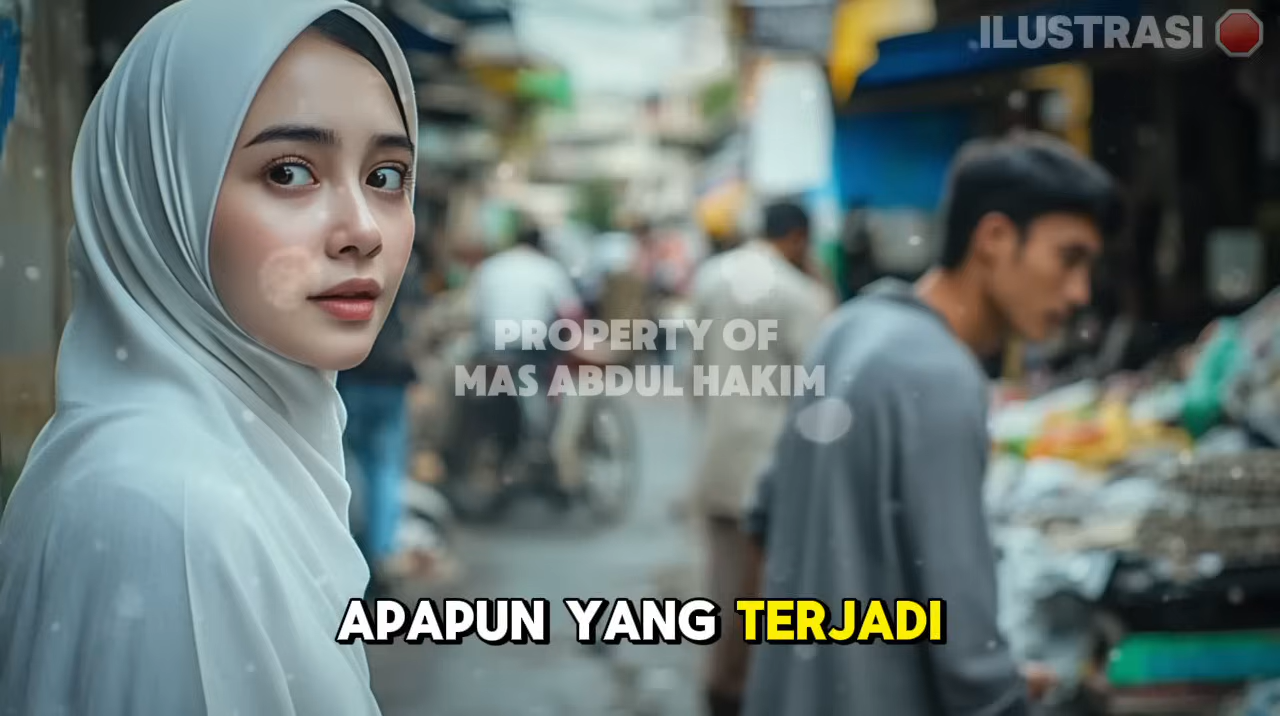 ILUSTRASI
PROPERTY OF
MAS ABDUL HAKIM
APAPUN YANG TERJADI